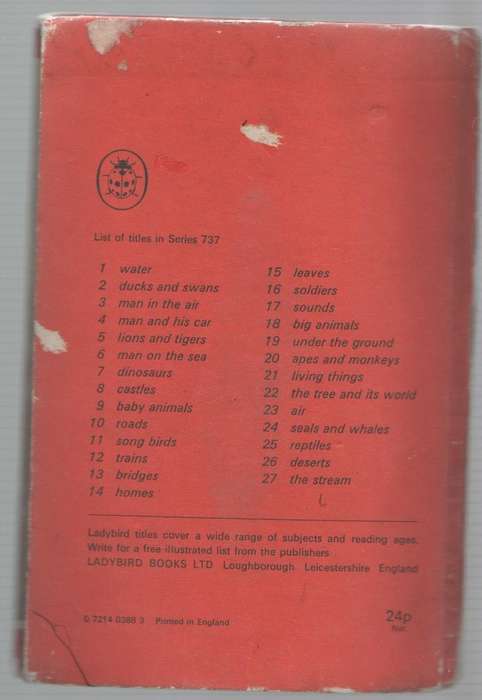 List of titles in Series 737
1 water
2 ducks and swans
3 man in the air
4 man and his car
5 lions and tigers
6 man on the sea
7 dinosaurs
8 castles
9 baby animals
10 roads
11 song birds
12 trains
13 bridges
14 homes
15 leaves
16 soldiers
17 sounds
18 big animals
19 under the ground
20 apes and monkeys
21 living things
22 the tree and its world
23 air
24 seals and whales
25 reptiles
26 deserts
27 the stream
Ladybird titles cover a wide range of subjects and reading ages.
Write for a free illustrated list from the publishers
LADYBIRD BOOKS LTD Loughborough Leicestershire England
0 7214 0388 3 Printed in England
24p
Net